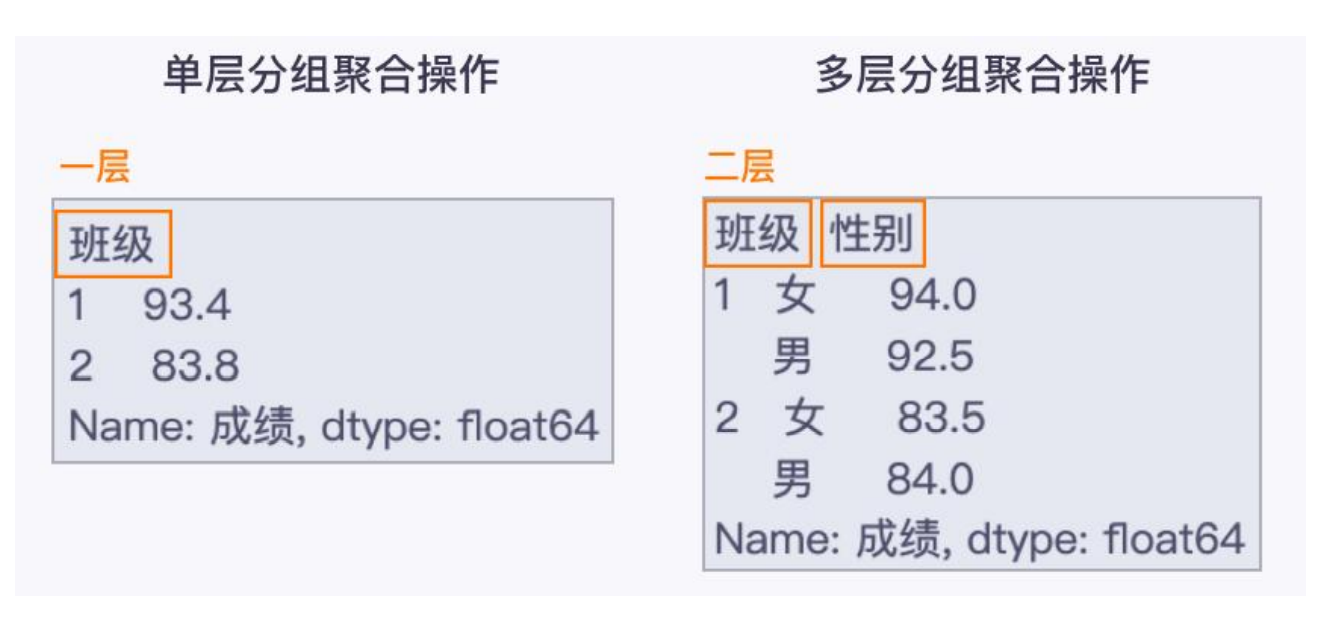 单层分组聚合操作
一层
班级
1 93.4
2 83.8
Name: 成绩, dtype: float64
多层分组聚合操作
二层
班级 性别
1 女 94.0
男 92.5
2 女 83.5
男 84.0
Name: 成绩, dtype: float64